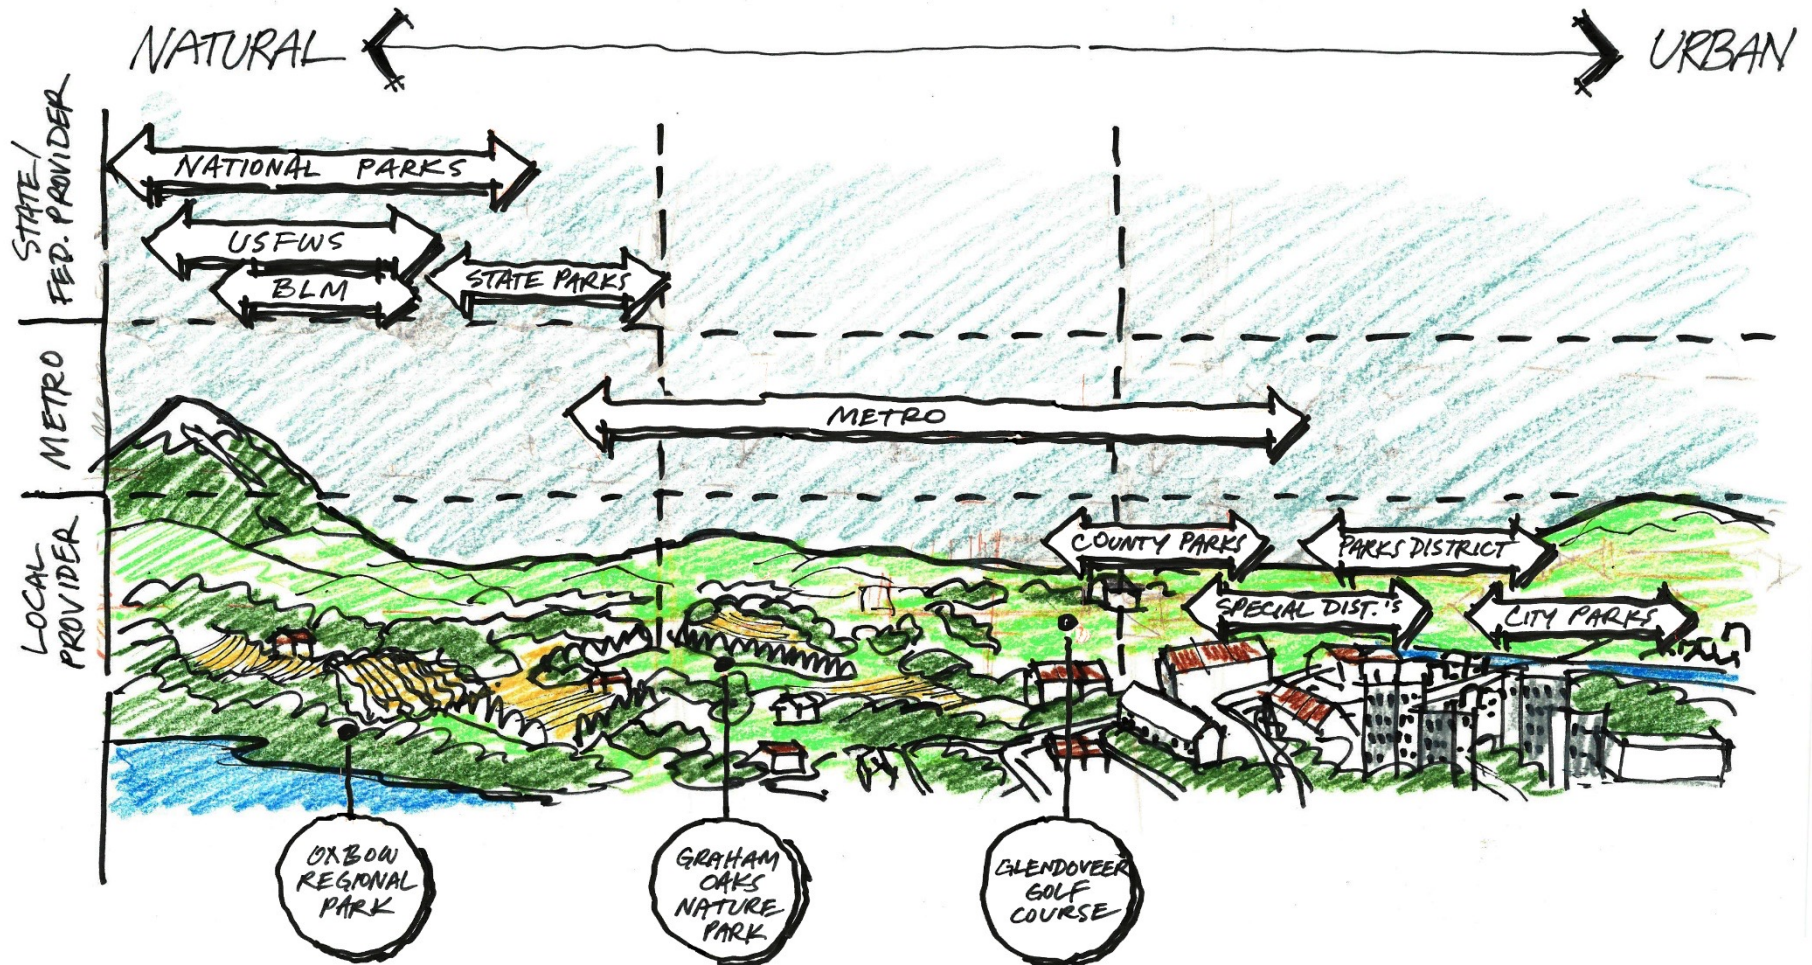 NATURAL
URBAN
STATE/
FED. PROVIDER
NATIONAL PARKS
USFWS
BLM
STATE PARKS
METRO
METRO
LOCAL
PROVIDER
COUNTY PARKS
PARKS DISTRICT
SPECIAL DIST.'S
CITY PARKS
OXBOW
REGIONAL
PARK
GRAHAM
OAKS
NATURE
PARK
GLENDOVEER
GOLF
COURSE